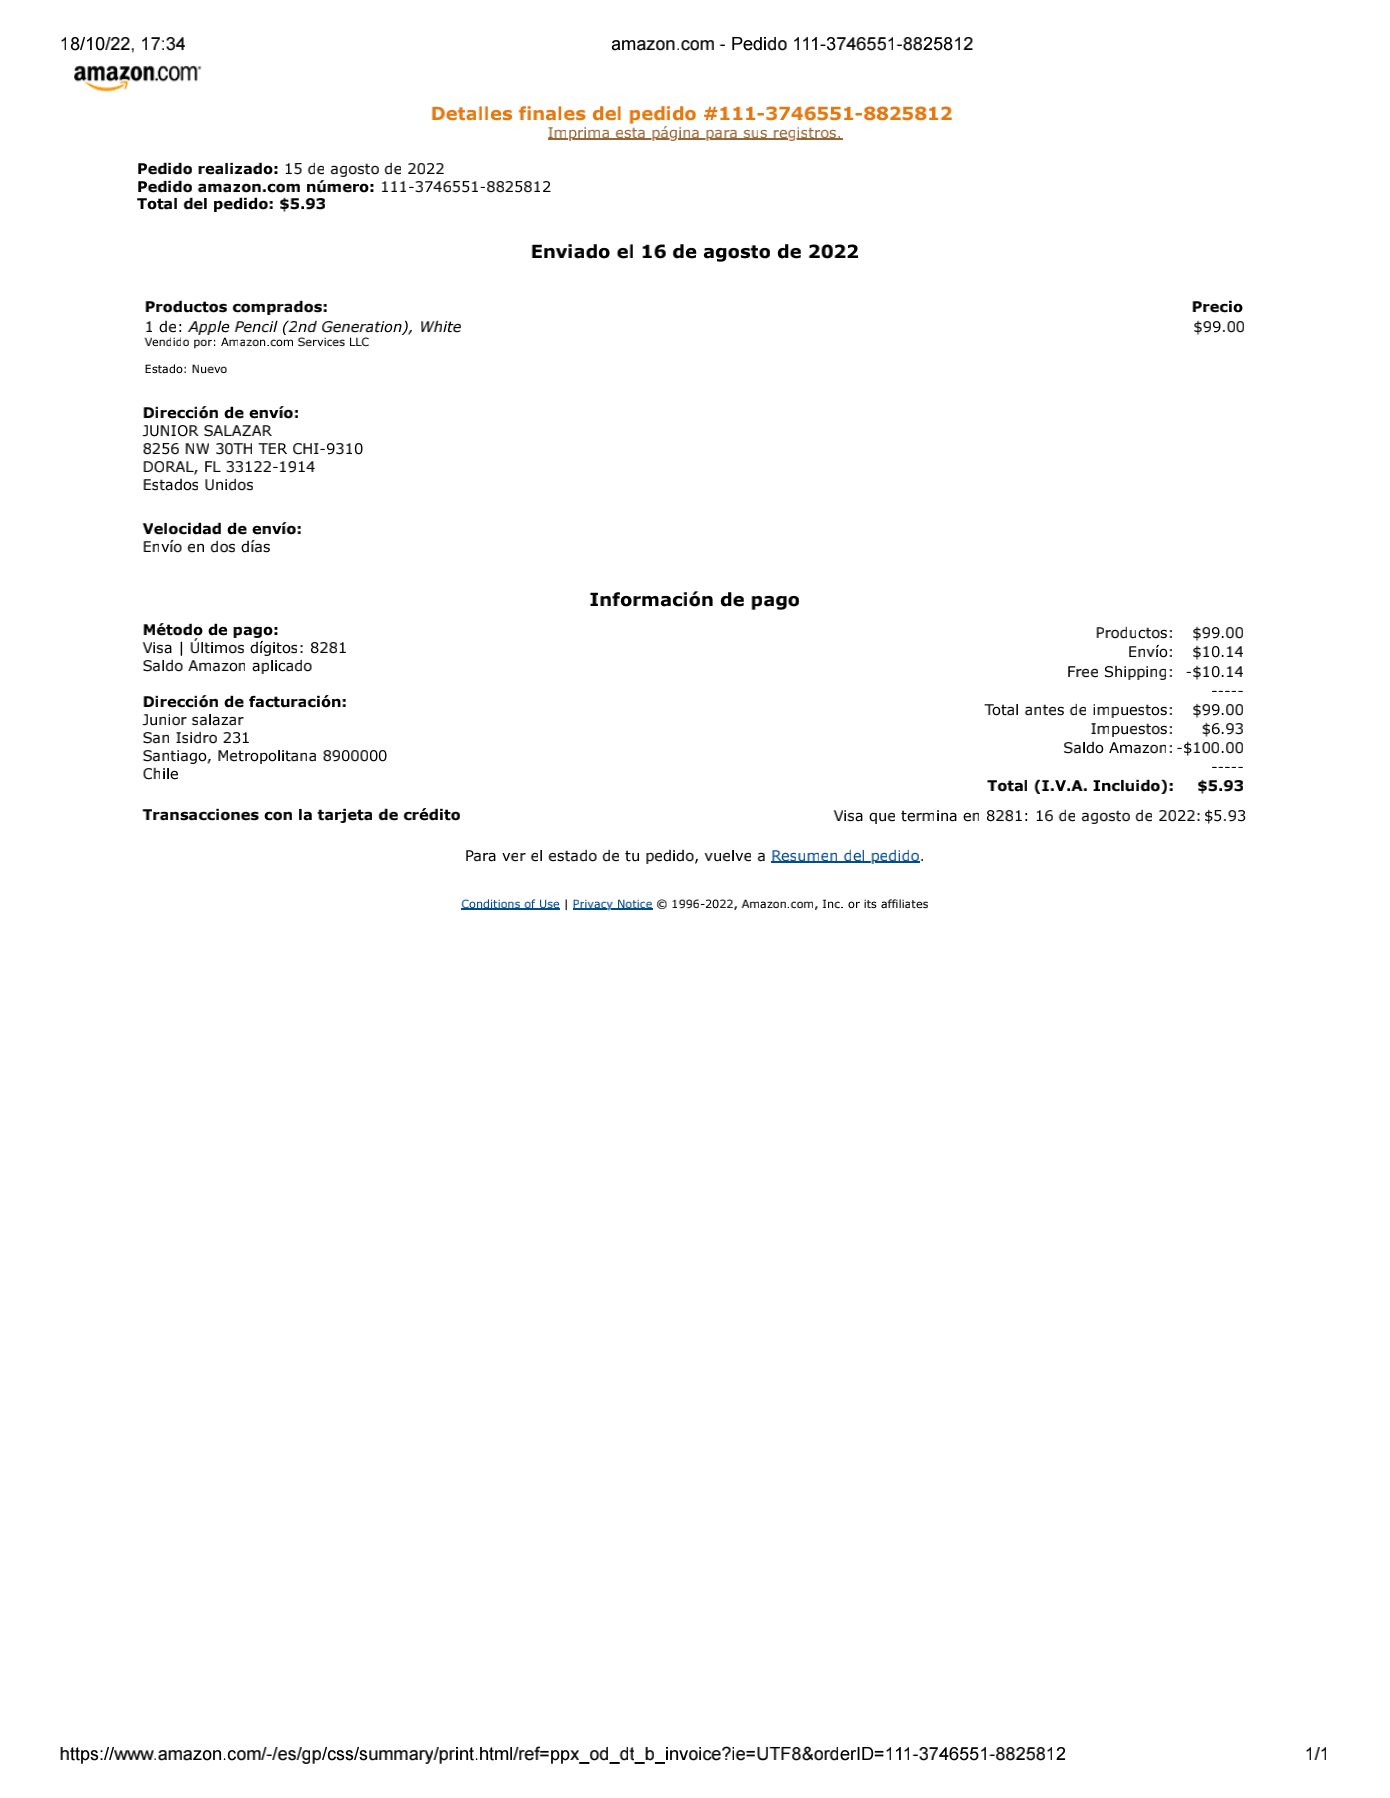 18/10/22, 17:34 amazon.com - Pedido 111-3746551-8825812
amazon.com
Detalles finales del pedido #111-3746551-8825812
Imprima esta página para sus registros.
Pedido realizado: 15 de agosto de 2022
Pedido amazon.com número: 111-3746551-8825812
Total del pedido: $5.93
Enviado el 16 de agosto de 2022
Productos comprados: Precio
1 de: Apple Pencil (2nd Generation), White $99.00
Vendido por: Amazon.com Services LLC
Estado: Nuevo
Dirección de envío:
JUNIOR SALAZAR
8256 NW 30TH TER CHI-9310
DORAL, FL 33122-1914
Estados Unidos
Velocidad de envío:
Envío en dos días
Información de pago
Método de pago:
Visa | Últimos dígitos: 8281
Saldo Amazon aplicado
Dirección de facturación:
Junior salazar
San Isidro 231
Santiago, Metropolitana 8900000
Chile
Productos: $99.00
Envío: $10.14
Free Shipping: -$10.14
-----
Total antes de impuestos: $99.00
Impuestos: $6.93
Saldo Amazon: -$100.00
-----
Total (I.V.A. Incluido): $5.93
Transacciones con la tarjeta de crédito Visa que termina en 8281: 16 de agosto de 2022: $5.93
Para ver el estado de tu pedido, vuelve a Resumen del pedido.
Conditions of Use | Privacy Notice © 1996-2022, Amazon.com, Inc. or its affiliates
https://www.amazon.com/-/es/gp/css/summary/print.html/ref=ppx_od_dt_b_invoice?ie=UTF8&orderID=111-3746551-8825812 1/1